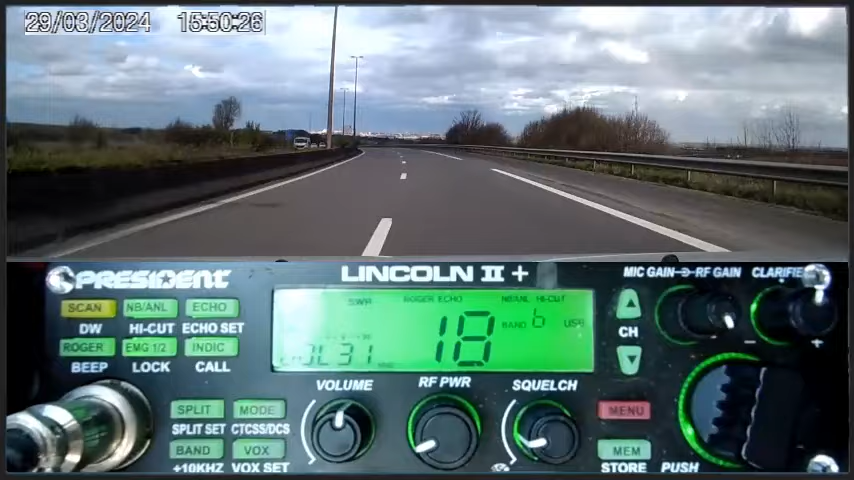 29/03/2024 15:50:26
PRESIDENT LINCOLN II + MIC GAIN RF GAIN CLARIFIE
SCAN NB/ANL ECHO
DW HI-CUT ECHO SET
ROGER EMG 1/2 INDIC
BEEP LOCK CALL
SPLIT MODE
SPLIT SET CTCSS/DCS
BAND VOX
+10KHZ VOX SET
SWR ROGER ECHO NB/ANL HI-CUT
18 BAND 6 USB
VOLUME RF PWR SQUELCH
CH
- +
MENU
MEM
STORE PUSH